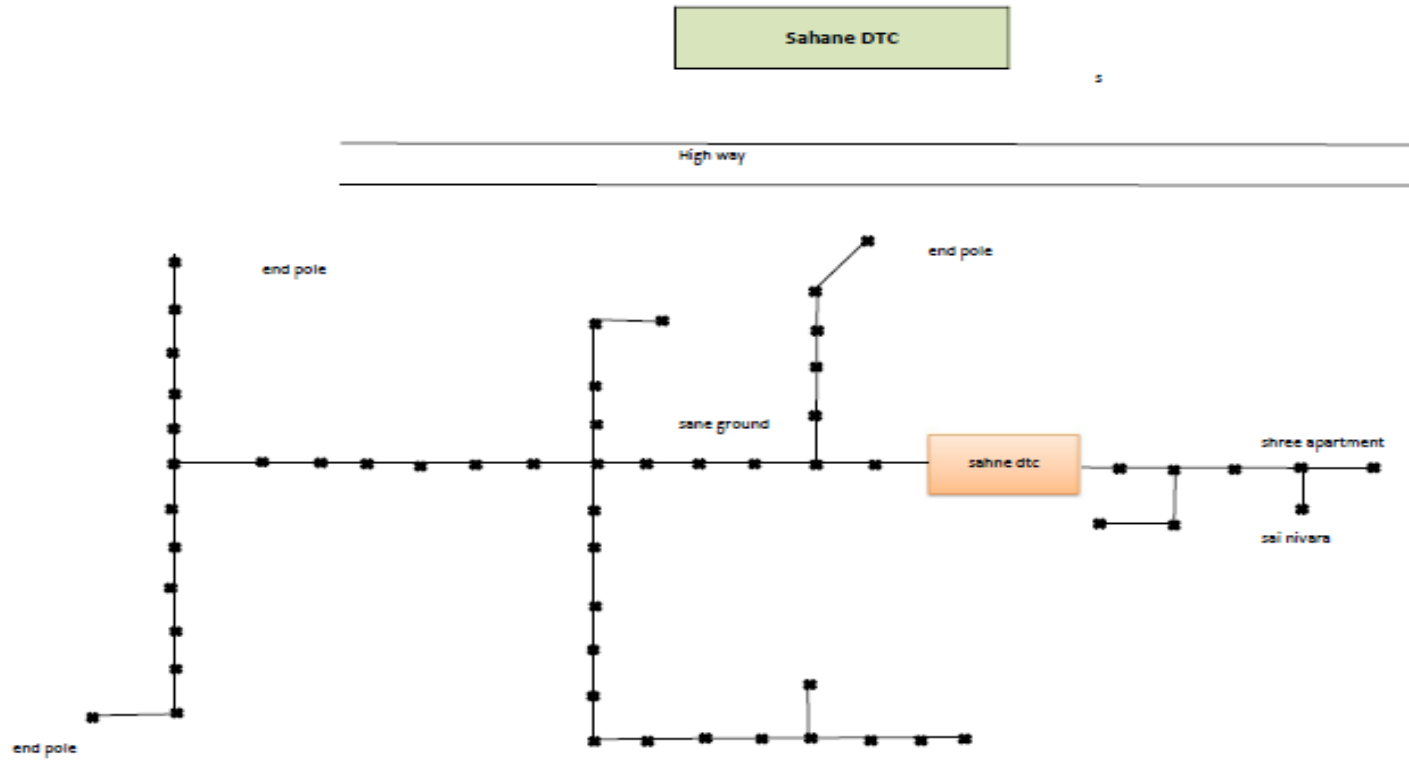 Sahane DTC
s
High way
end pole
end pole
sane ground
shree apartment
sahne dtc
sai nivara
end pole